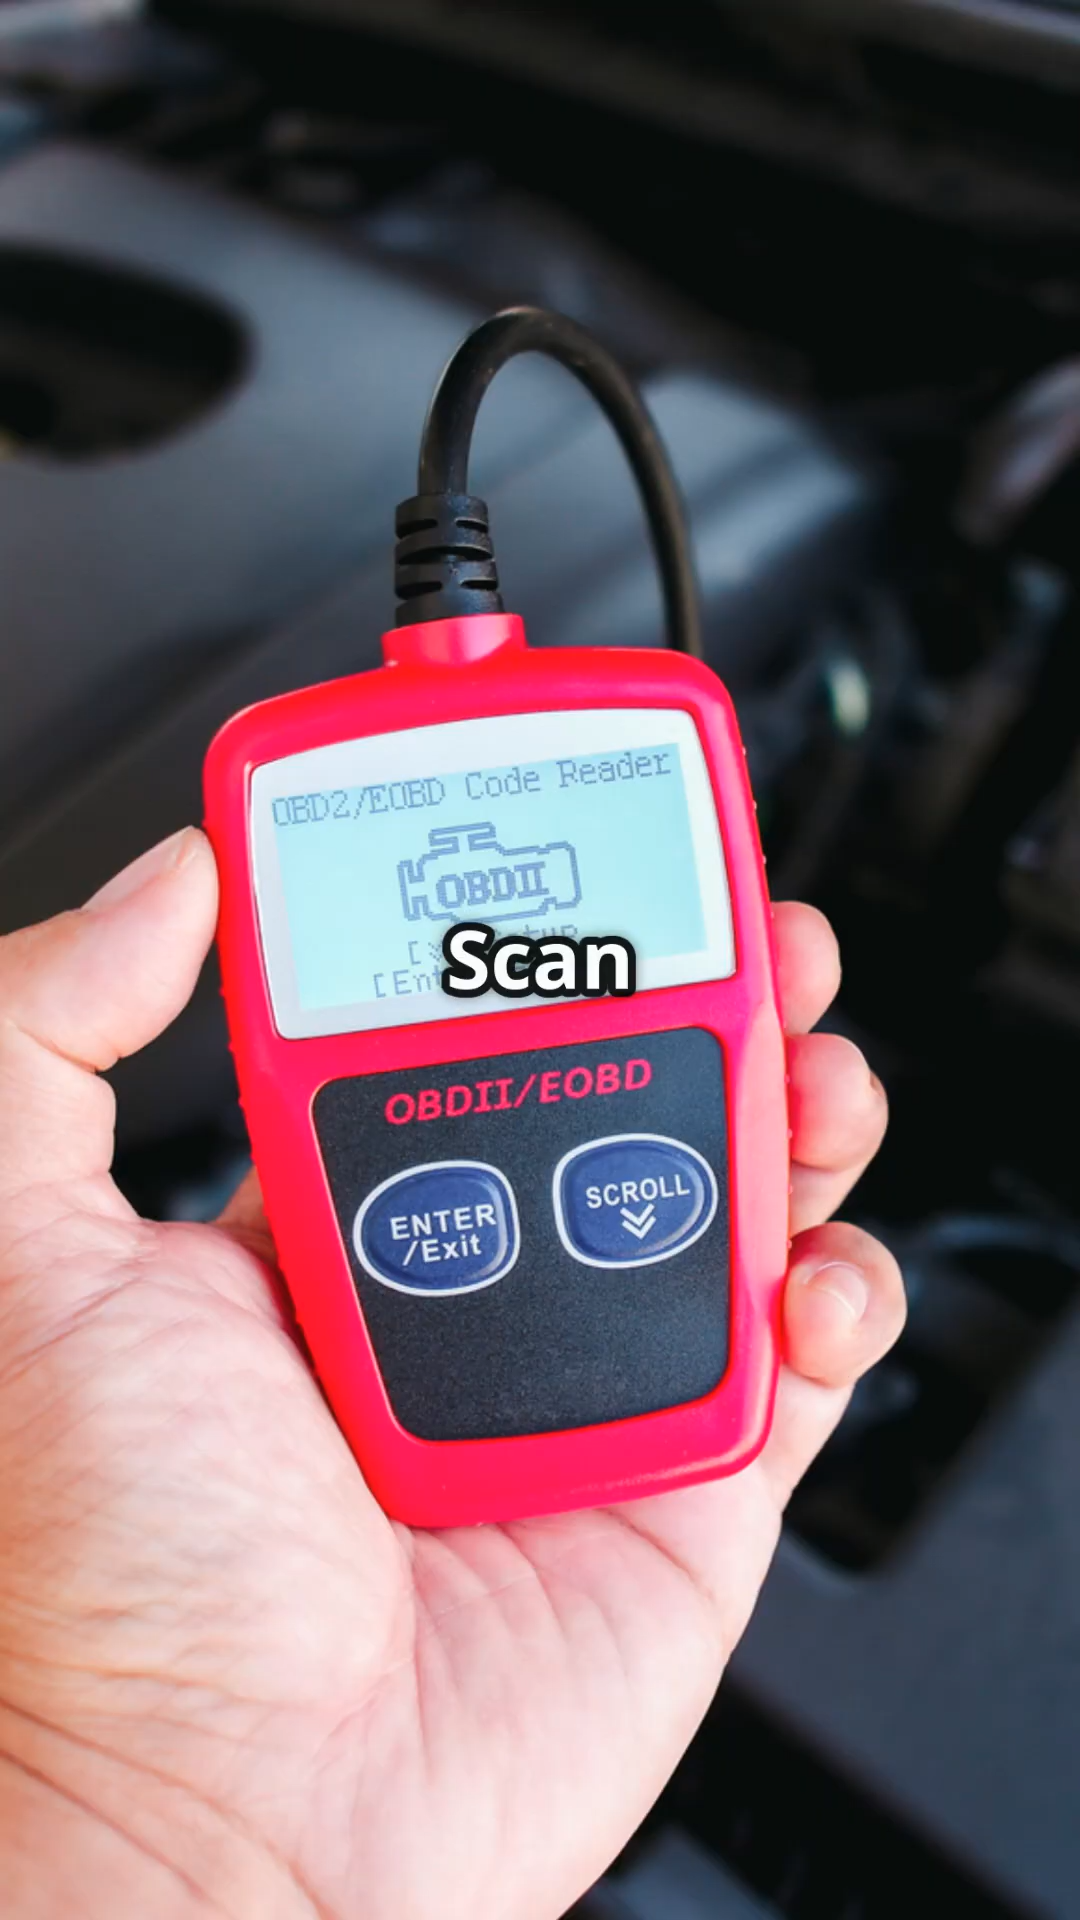 OBD2/EOBD Code Reader
OBDII
Scan
OBDII/EOBD
ENTER
/Exit
SCROLL